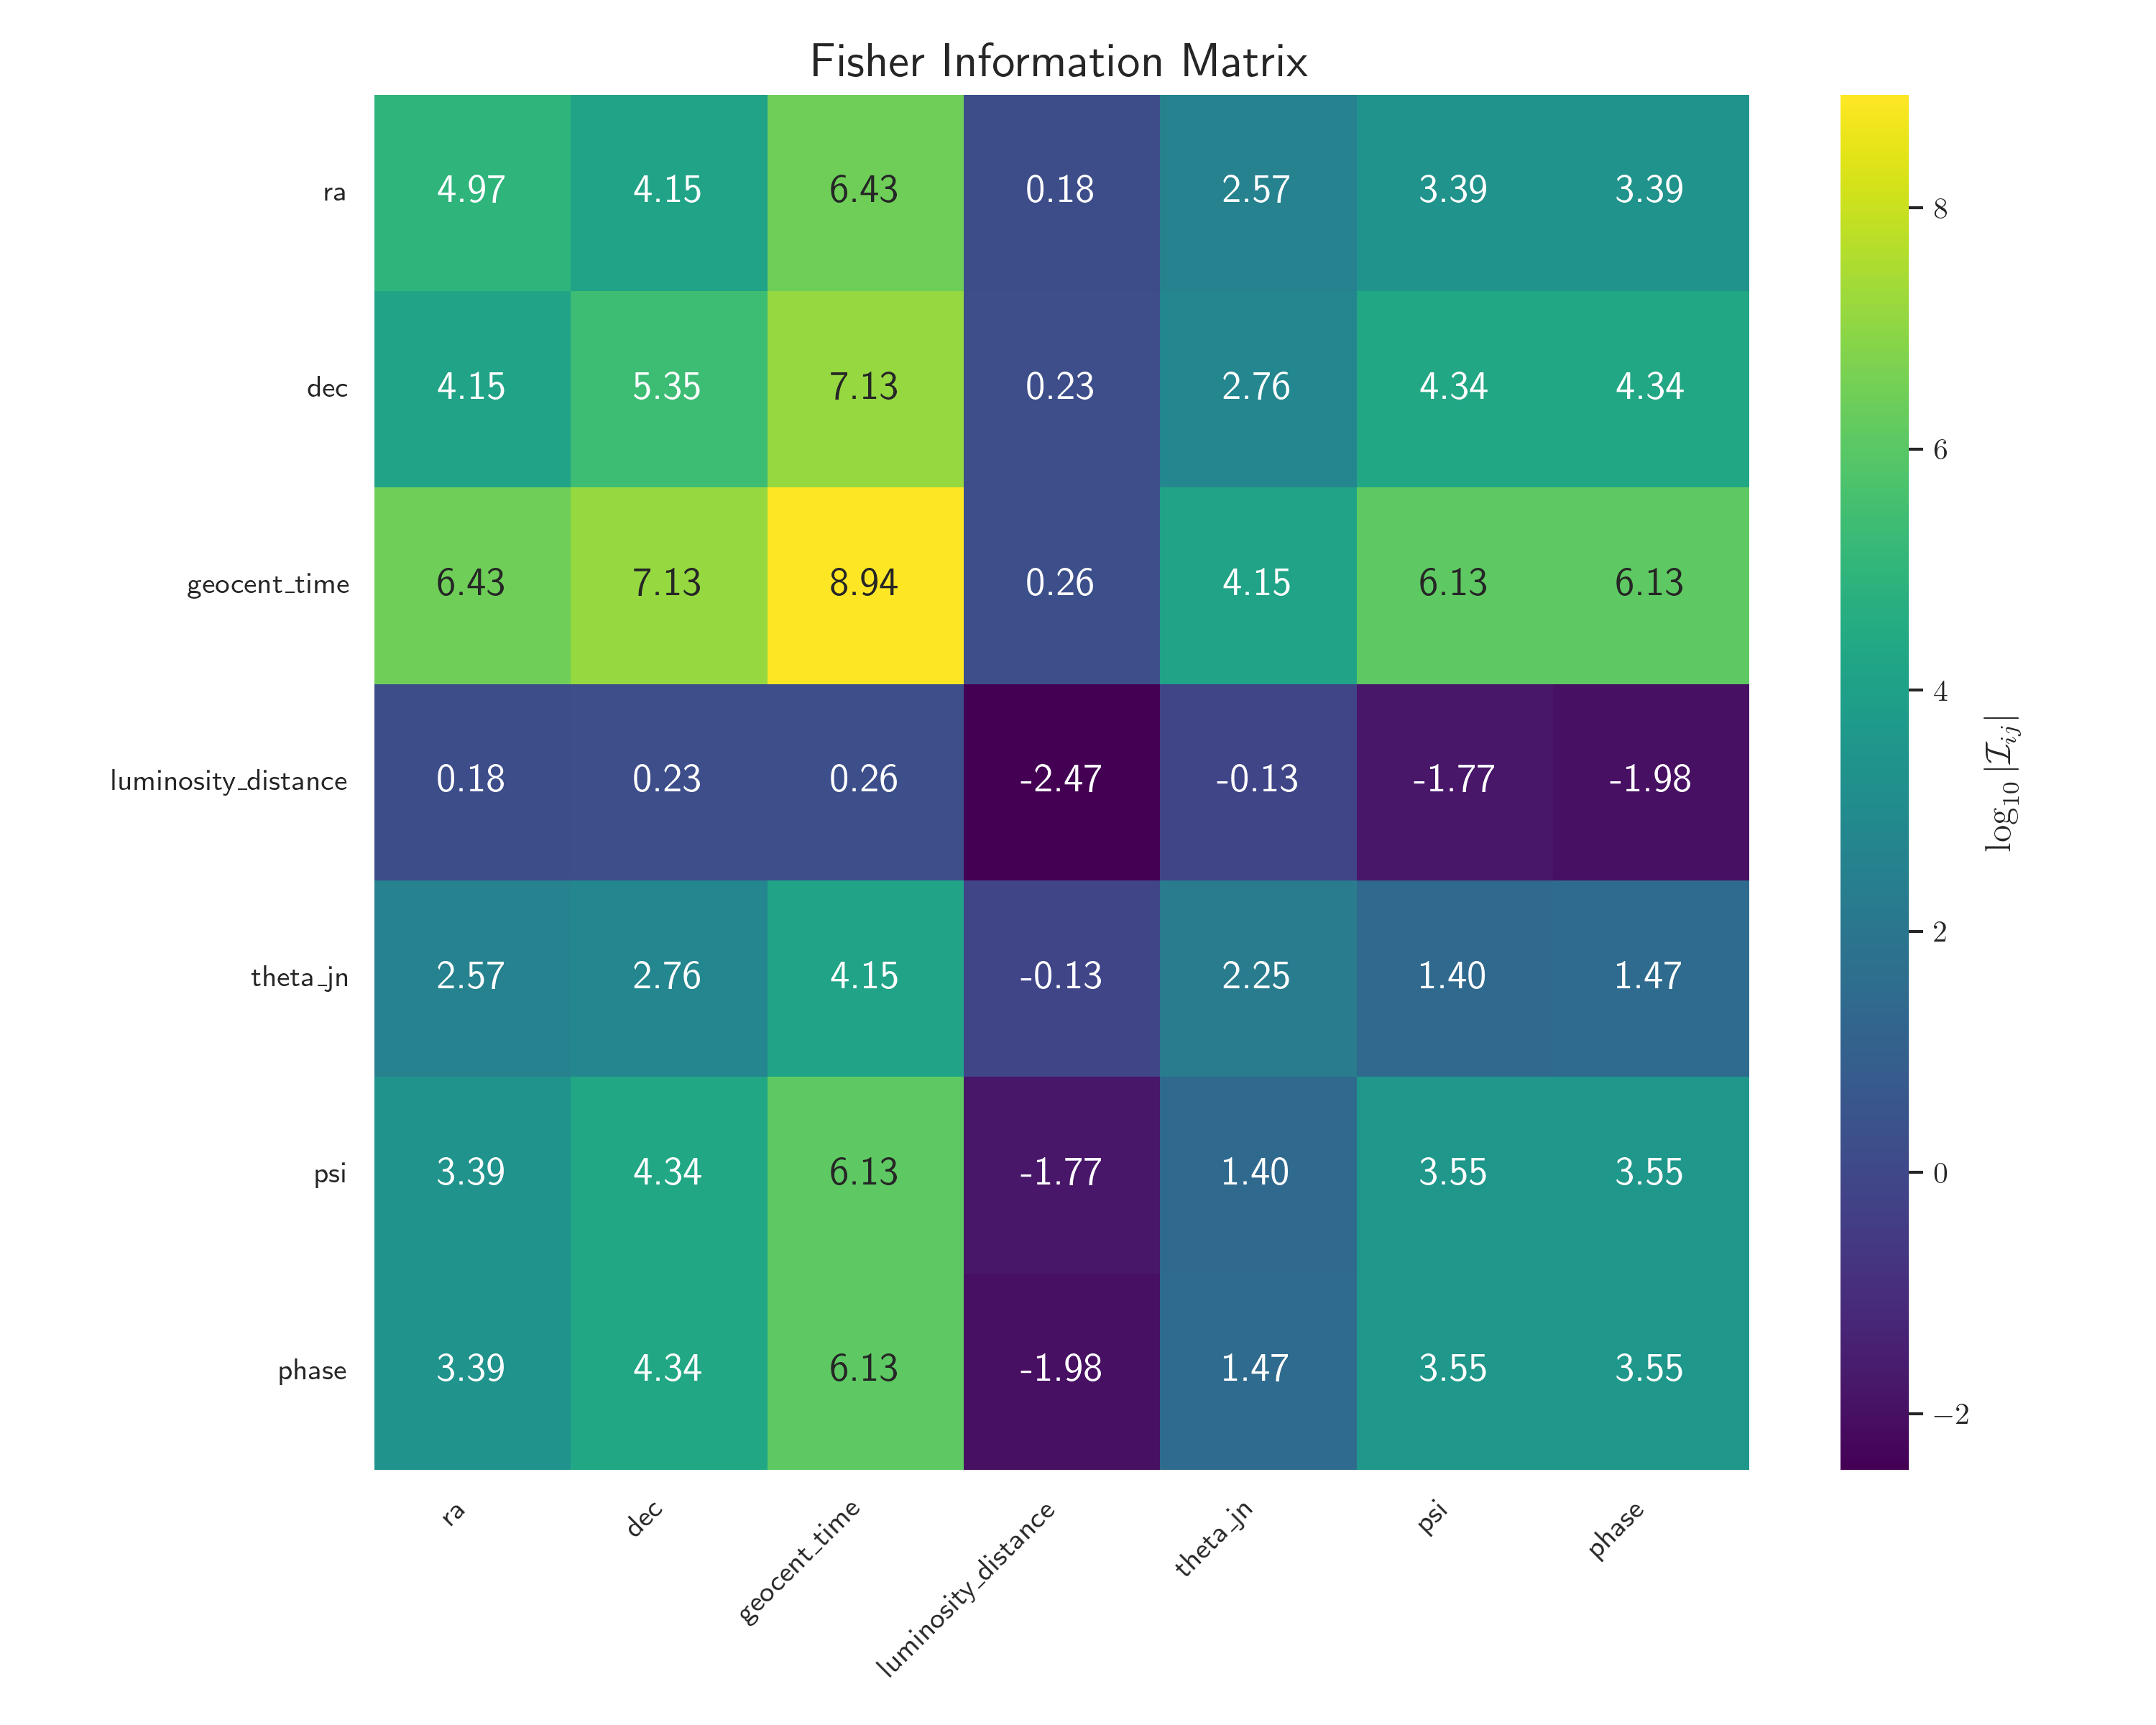 Fisher Information Matrix
ra 4.97 4.15 6.43 0.18 2.57 3.39 3.39
dec 4.15 5.35 7.13 0.23 2.76 4.34 4.34
geocent_time 6.43 7.13 8.94 0.26 4.15 6.13 6.13
luminosity_distance 0.18 0.23 0.26 -2.47 -0.13 -1.77 -1.98
theta_jn 2.57 2.76 4.15 -0.13 2.25 1.40 1.47
psi 3.39 4.34 6.13 -1.77 1.40 3.55 3.55
phase 3.39 4.34 6.13 -1.98 1.47 3.55 3.55
ra dec geocent_time luminosity_distance theta_jn psi phase
8
6
4
2
0
−2
log₁₀|ℐᵢⱼ|